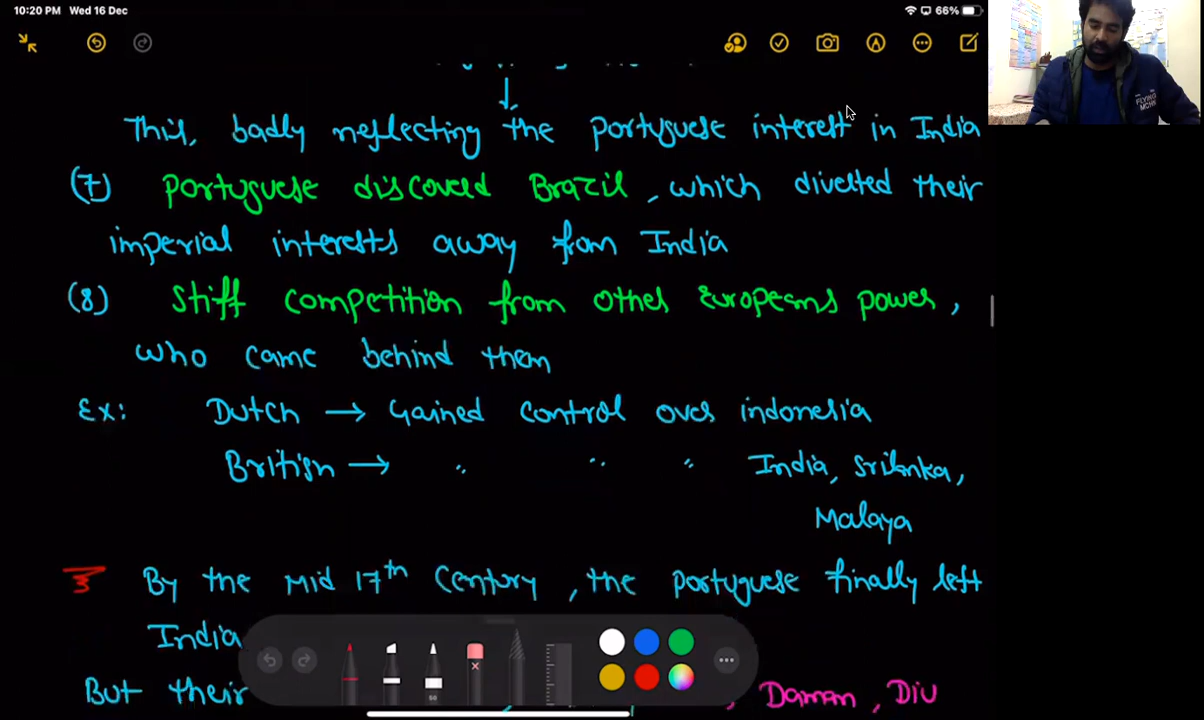 10:20 PM Wed 16 Dec 66%
This, badly reflecting the portuguese interest in India
(7) portuguese discoverd Brazil, which diverted their
imperial interests away from India
(8) Stiff competition from other Europeans power,
who came behind them
Ex: Dutch → Gained control over indonesia
British → " " " India, Srilanka,
Malaya
By the Mid 17th Century, the portuguese finally left
India
But their , Daman, Diu
FLYING